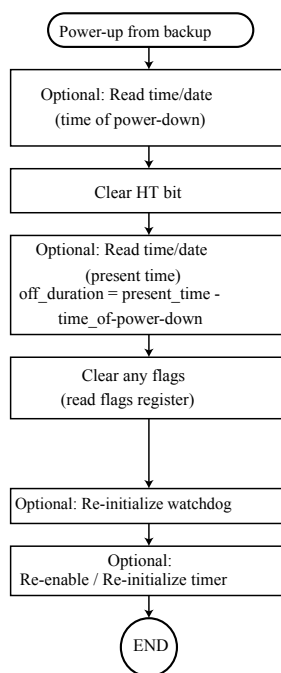 Power-up from backup
Optional: Read time/date
(time of power-down)
Clear HT bit
Optional: Read time/date
(present time)
off_duration = present_time -
time_of-power-down
Clear any flags
(read flags register)
Optional: Re-initialize watchdog
Optional:
Re-enable / Re-initialize timer
END